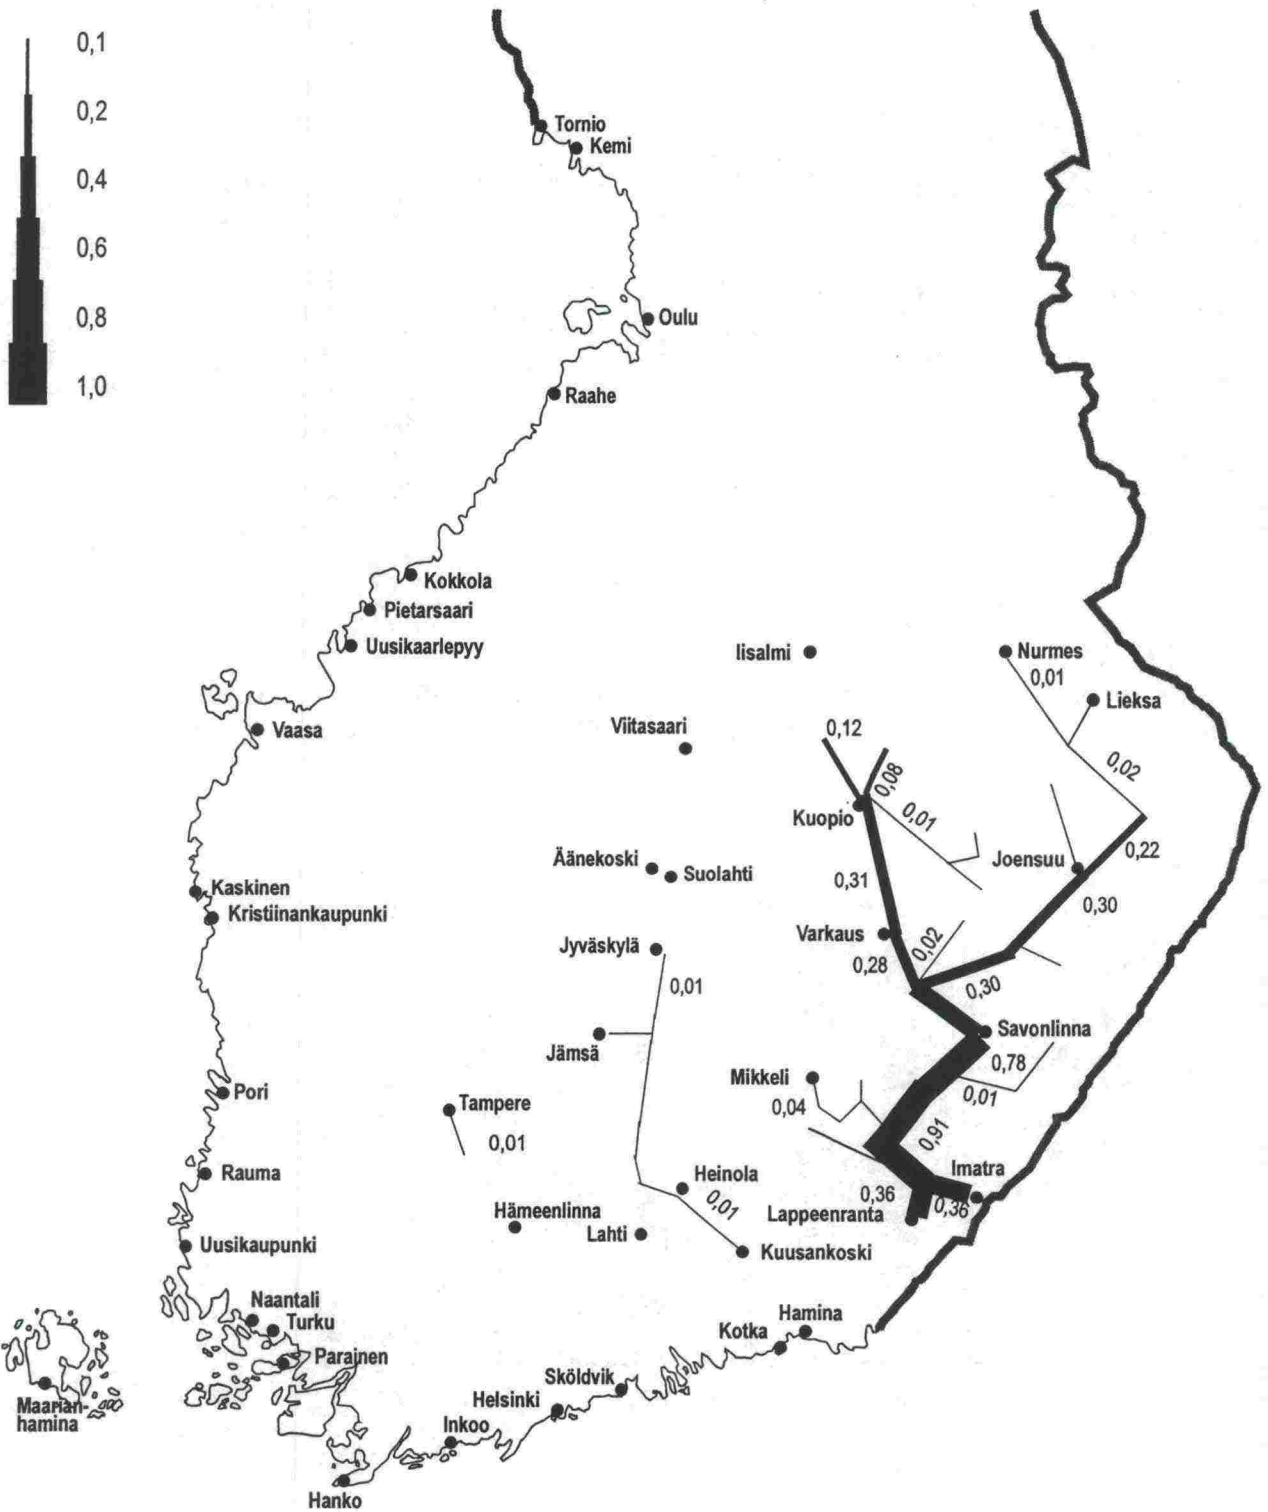 0,1
0,2
0,4
0,6
0,8
1,0
Tornio
Kemi
Oulu
Raahe
Kokkola
Pietarsaari
Uusikaarlepyy
Iisalmi
Nurmes
0,01
Lieksa
Vaasa
Viitasaari
0,12
0,02
0,08
Kuopio
0,01
Joensuu
0,22
Äänekoski
Suolahti
0,31
Kaskinen
Kristiinankaupunki
0,30
Varkaus
0,02
Jyväskylä
0,28
0,01
0,30
Savonlinna
Jämsä
0,78
Mikkeli
0,01
Pori
Tampere
0,04
0,01
0,91
Rauma
Imatra
Heinola
0,01
0,36
0,36
Hämeenlinna
Lappeenranta
Lahti
Uusikaupunki
Kuusankoski
Naantali
Turku
Hamina
Kotka
Parainen
Sköldvik
Maarian-
hamina
Helsinki
Inkoo
Hanko